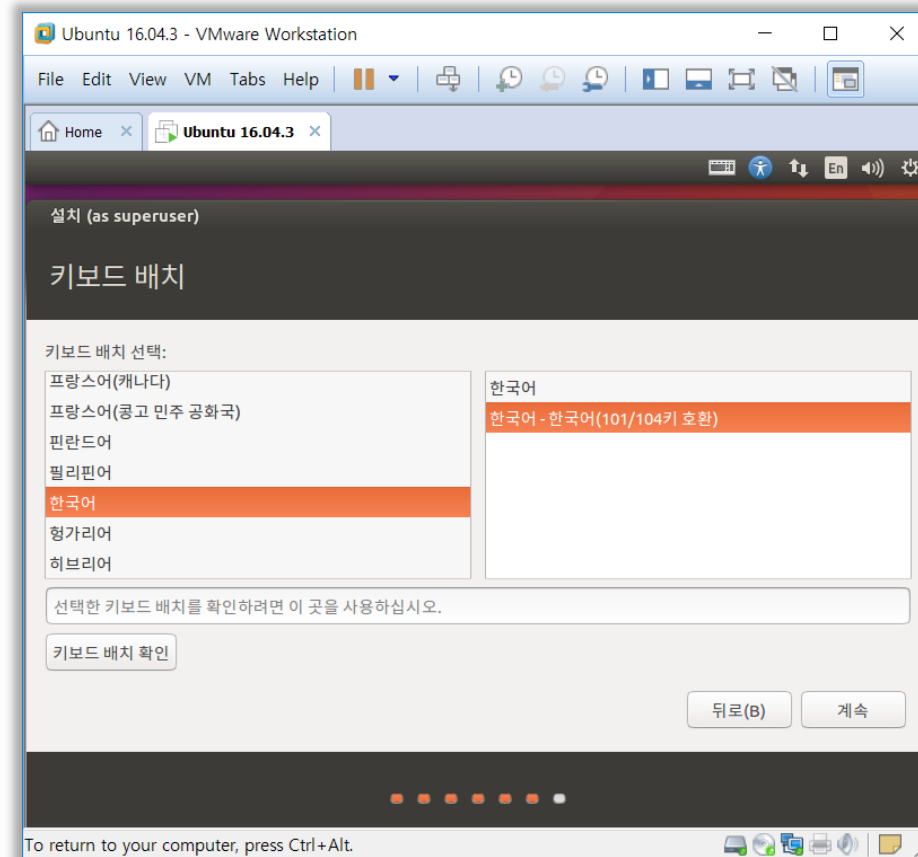 Ubuntu 16.04.3 - VMware Workstation
File Edit View VM Tabs Help
Home Ubuntu 16.04.3
En
설치 (as superuser)
키보드 배치
키보드 배치 선택:
프랑스어(캐나다)
프랑스어(콩고 민주 공화국)
핀란드어
필리핀어
한국어
헝가리어
히브리어
한국어
한국어 - 한국어(101/104키 호환)
선택한 키보드 배치를 확인하려면 이 곳을 사용하십시오.
키보드 배치 확인
뒤로(B) 계속
To return to your computer, press Ctrl+Alt.